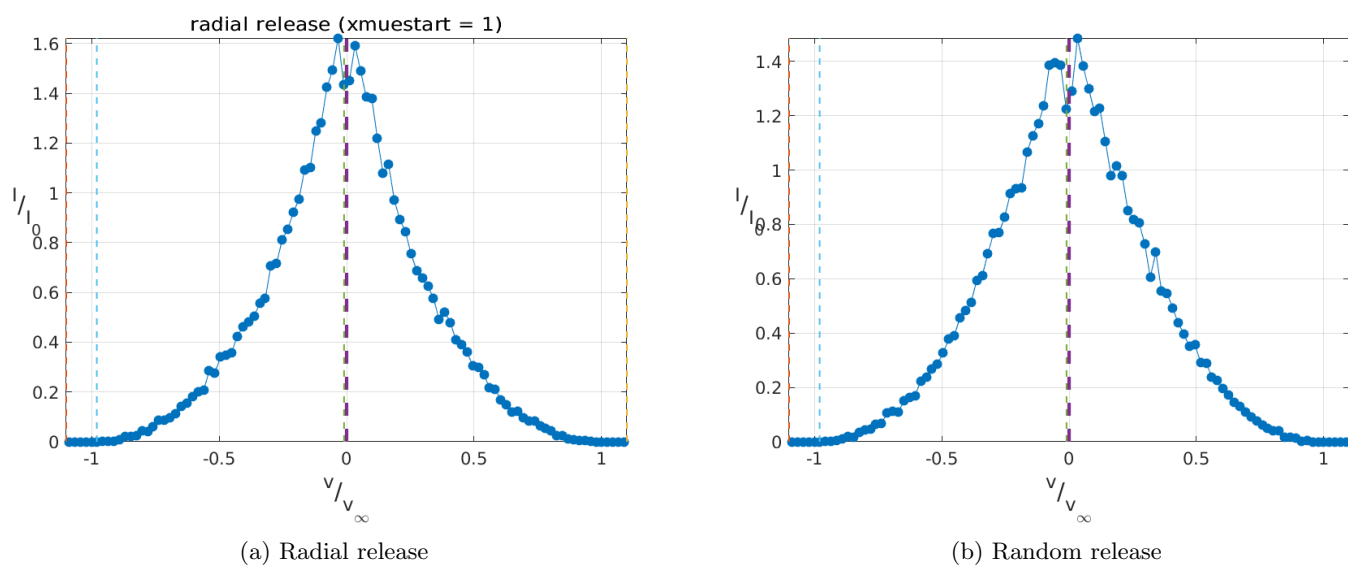 radial release (xmuestart = 1)
1.6
1.4
1.2
1
0.8
0.6
0.4
0.2
0
I/I0
-1 -0.5 0 0.5 1
v/v∞
(a) Radial release
1.4
1.2
1
0.8
0.6
0.4
0.2
0
I/I0
-1 -0.5 0 0.5 1
v/v∞
(b) Random release